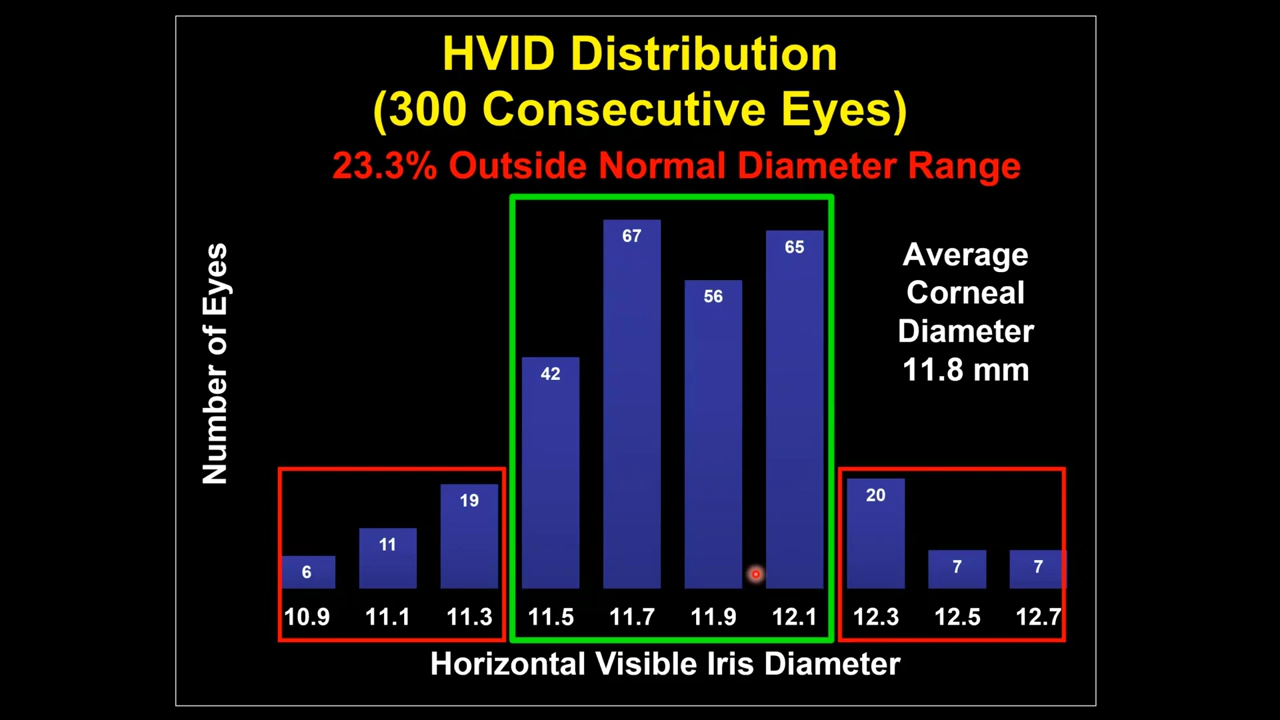 HVID Distribution
(300 Consecutive Eyes)
23.3% Outside Normal Diameter Range
Number of Eyes
Average
Corneal
Diameter
11.8 mm
6
11
19
42
67
56
65
20
7
7
10.9 11.1 11.3 11.5 11.7 11.9 12.1 12.3 12.5 12.7
Horizontal Visible Iris Diameter